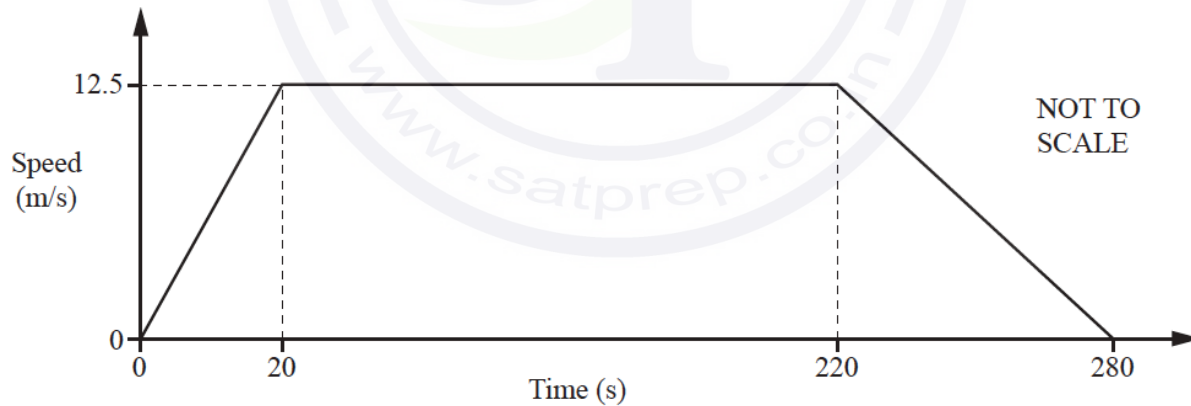 12.5
Speed
(m/s)
0
0
20
220
280
Time (s)
NOT TO
SCALE
www.satprep.co.in